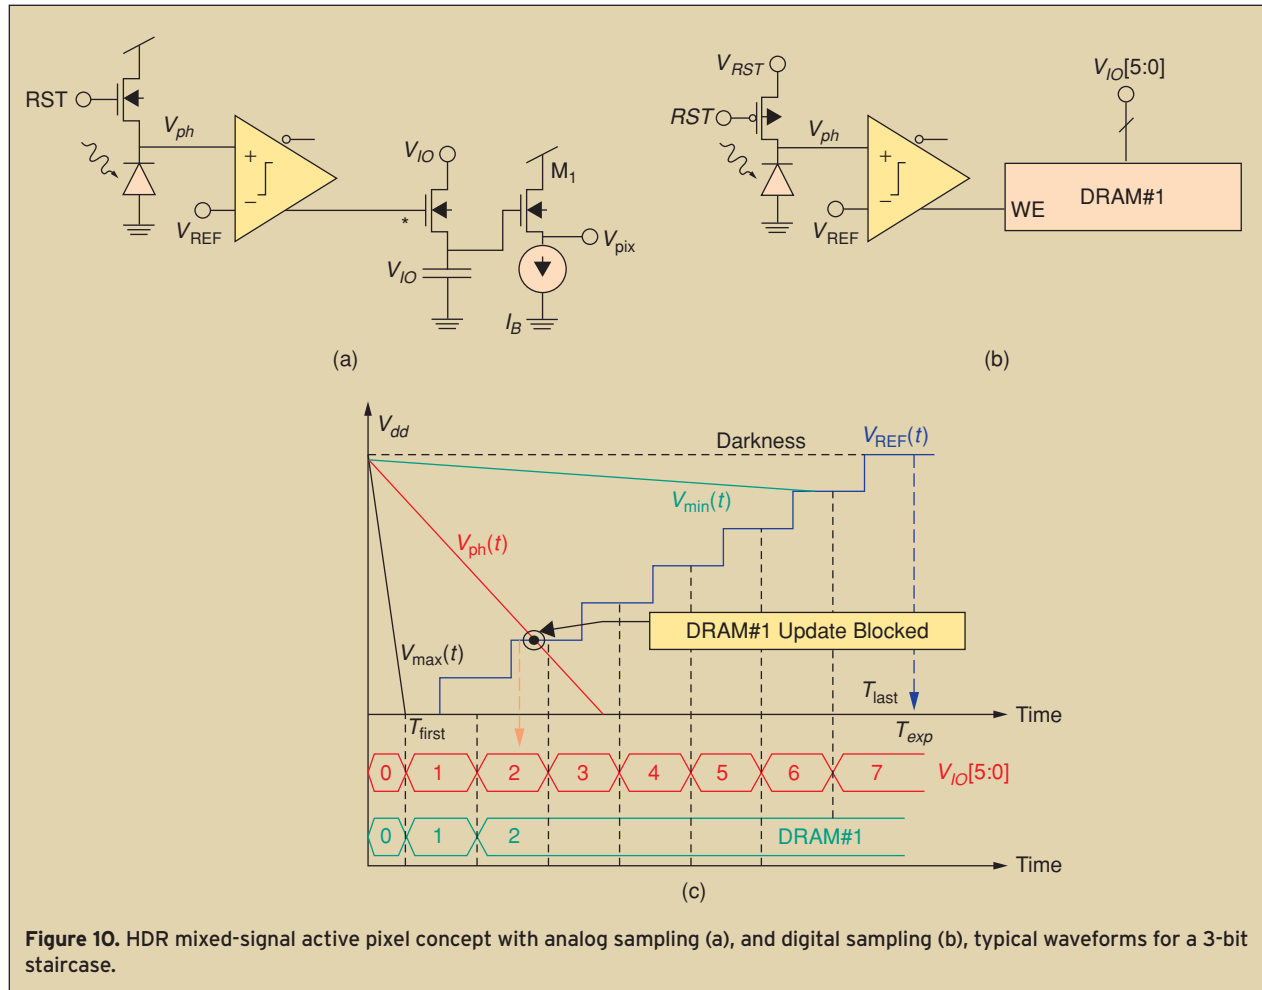 RST
V_ph
+
−
V_REF
V_IO
*
V_IO
M_1
V_pix
I_B
(a)
V_RST
RST
V_ph
+
−
V_REF
V_IO[5:0]
WE
DRAM#1
(b)
V_dd
Darkness
V_REF(t)
V_min(t)
V_ph(t)
DRAM#1 Update Blocked
V_max(t)
T_first
T_last
Time
T_exp
0 1 2 3 4 5 6 7 V_IO[5:0]
0 1 2 DRAM#1
Time
(c)
Figure 10. HDR mixed-signal active pixel concept with analog sampling (a), and digital sampling (b), typical waveforms for a 3-bit
staircase.